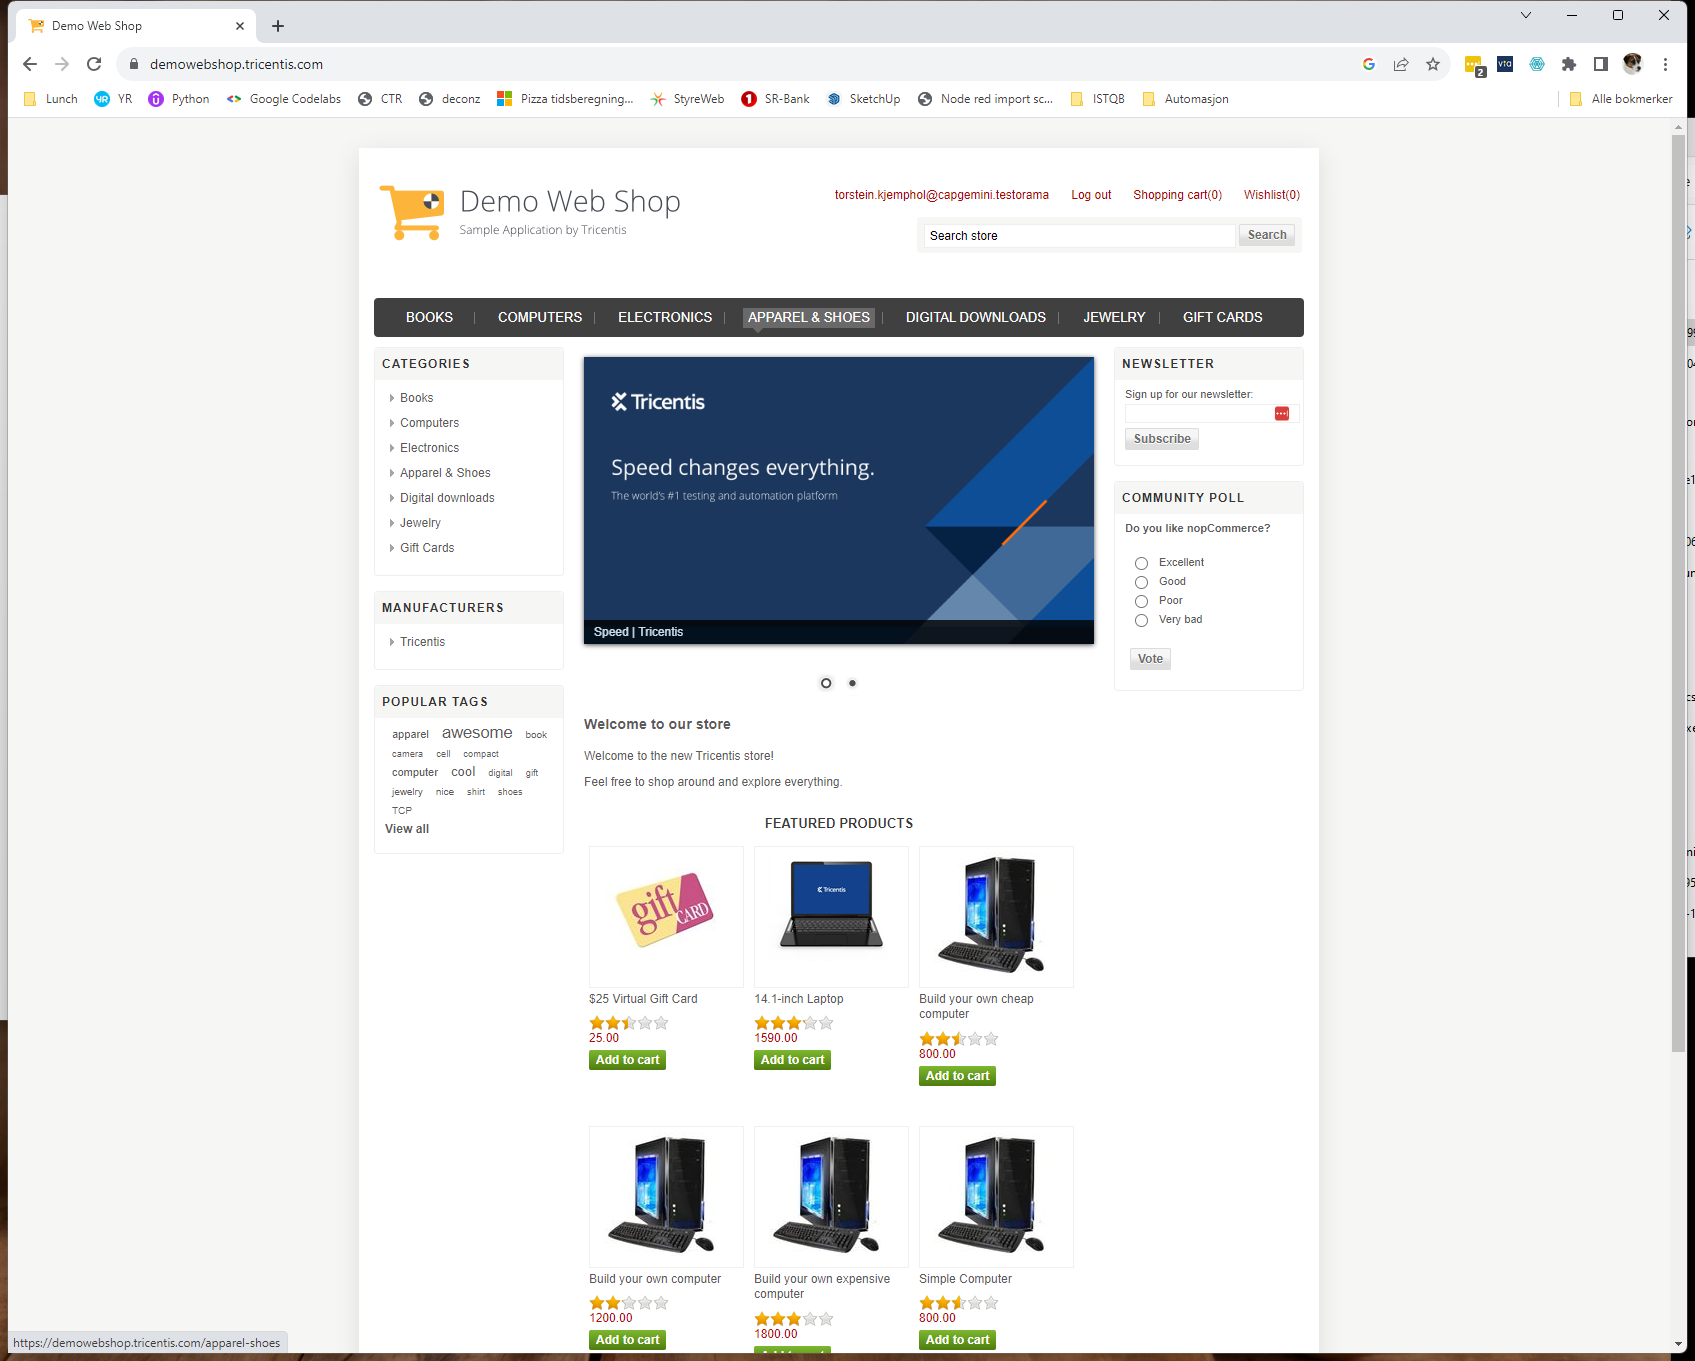 Demo Web Shop
demowebshop.tricentis.com
2
Lunch YR Python Google Codelabs CTR deconz Pizza tidsberegning... StyreWeb SR-Bank SketchUp Node red import sc... ISTQB Automasjon Alle bokmerker
Demo Web Shop
Sample Application by Tricentis
torstein.kjemphol@capgemini.testorama Log out Shopping cart(0) Wishlist(0)
Search store Search
BOOKS COMPUTERS ELECTRONICS APPAREL & SHOES DIGITAL DOWNLOADS JEWELRY GIFT CARDS
CATEGORIES
Books
Computers
Electronics
Apparel & Shoes
Digital downloads
Jewelry
Gift Cards
MANUFACTURERS
Tricentis
POPULAR TAGS
apparel awesome book
camera cell compact
computer cool digital gift
jewelry nice shirt shoes
TCP
View all
Tricentis
Speed changes everything.
The world's #1 testing and automation platform
Speed | Tricentis
Welcome to our store
Welcome to the new Tricentis store!
Feel free to shop around and explore everything.
FEATURED PRODUCTS
gift CARD
Tricentis
$25 Virtual Gift Card
25.00
Add to cart
14.1-inch Laptop
1590.00
Add to cart
Build your own cheap
computer
800.00
Add to cart
Build your own computer
1200.00
Add to cart
Build your own expensive
computer
1800.00
Simple Computer
800.00
Add to cart
NEWSLETTER
Sign up for our newsletter:
Subscribe
COMMUNITY POLL
Do you like nopCommerce?
Excellent
Good
Poor
Very bad
Vote
https://demowebshop.tricentis.com/apparel-shoes